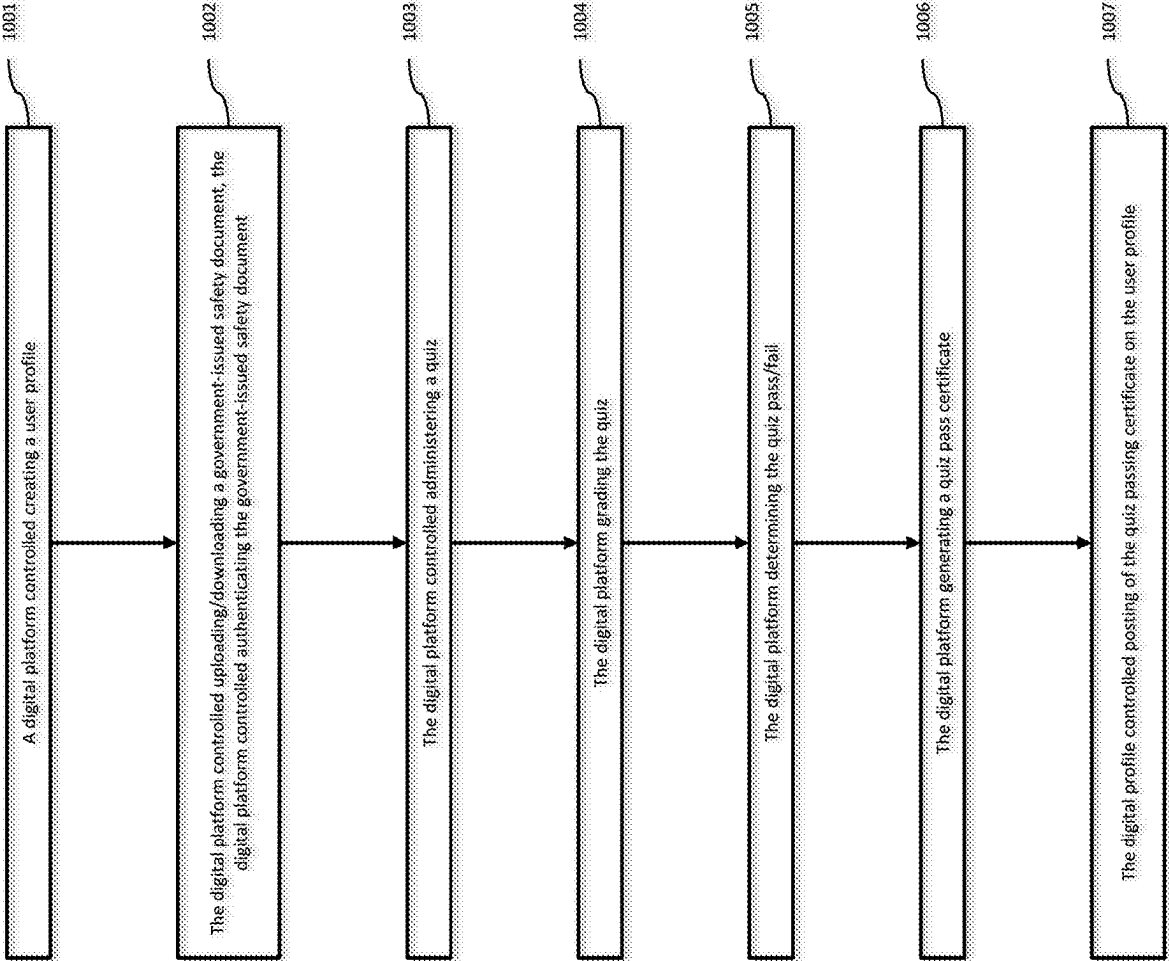 1001
A digital platform controlled creating a user profile
1002
The digital platform controlled uploading/downloading a government-issued safety document, the
digital platform controlled authenticating the government-issued safety document
1003
The digital platform controlled administering a quiz
1004
The digital platform grading the quiz
1005
The digital platform determining the quiz pass/fail
1006
The digital platform generating a quiz pass certificate
1007
The digital profile controlled posting of the quiz passing certificate on the user profile